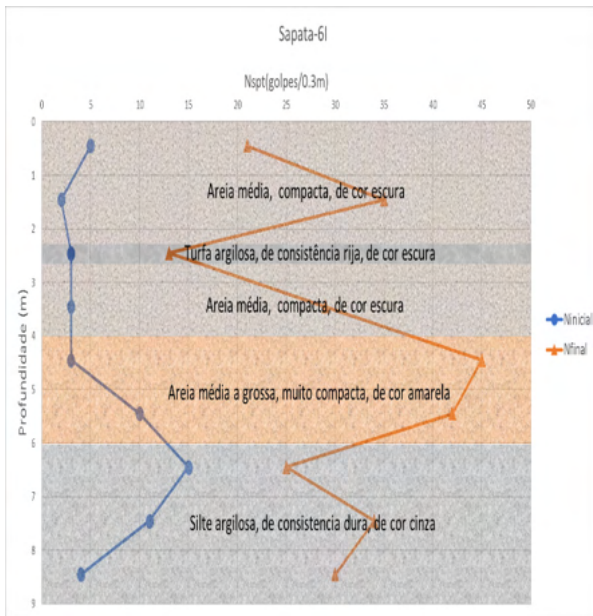 Sapata-6I
Nspt(golpes/0.3m)
0 5 10 15 20 25 30 35 40 45 50
Profundidade (m)
0
1
2
3
4
5
6
7
8
9
Areia média, compacta, de cor escura
Turfa argilosa, de consistência rija, de cor escura
Areia média, compacta, de cor escura
Areia média a grossa, muito compacta, de cor amarela
Silte argilosa, de consistencia dura, de cor cinza
Ninicial
Nfinal